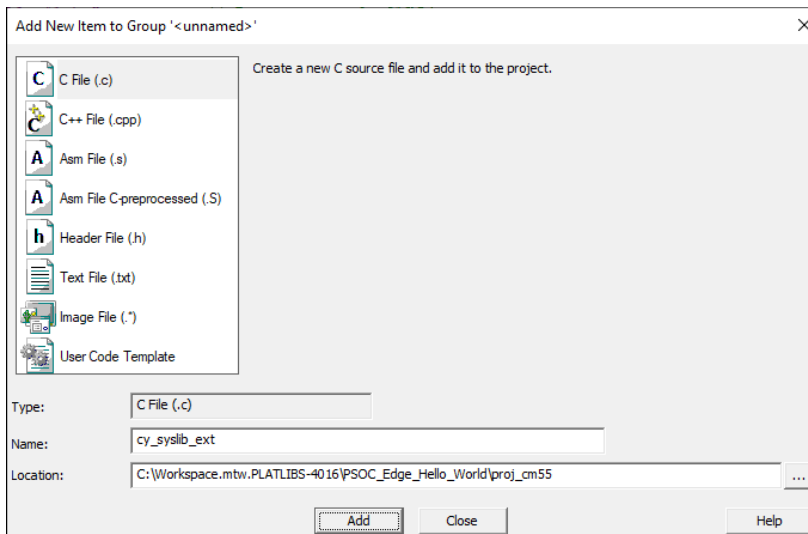 Add New Item to Group '<unnamed>'
C File (.c)
Create a new C source file and add it to the project.
C++ File (.cpp)
Asm File (.s)
Asm File C-preprocessed (.S)
Header File (.h)
Text File (.txt)
Image File (.*)
User Code Template
Type:
C File (.c)
Name:
cy_syslib_ext
Location:
C:\Workspace.mtw.PLATLIBS-4016\PSOC_Edge_Hello_World\proj_cm55
...
Add
Close
Help